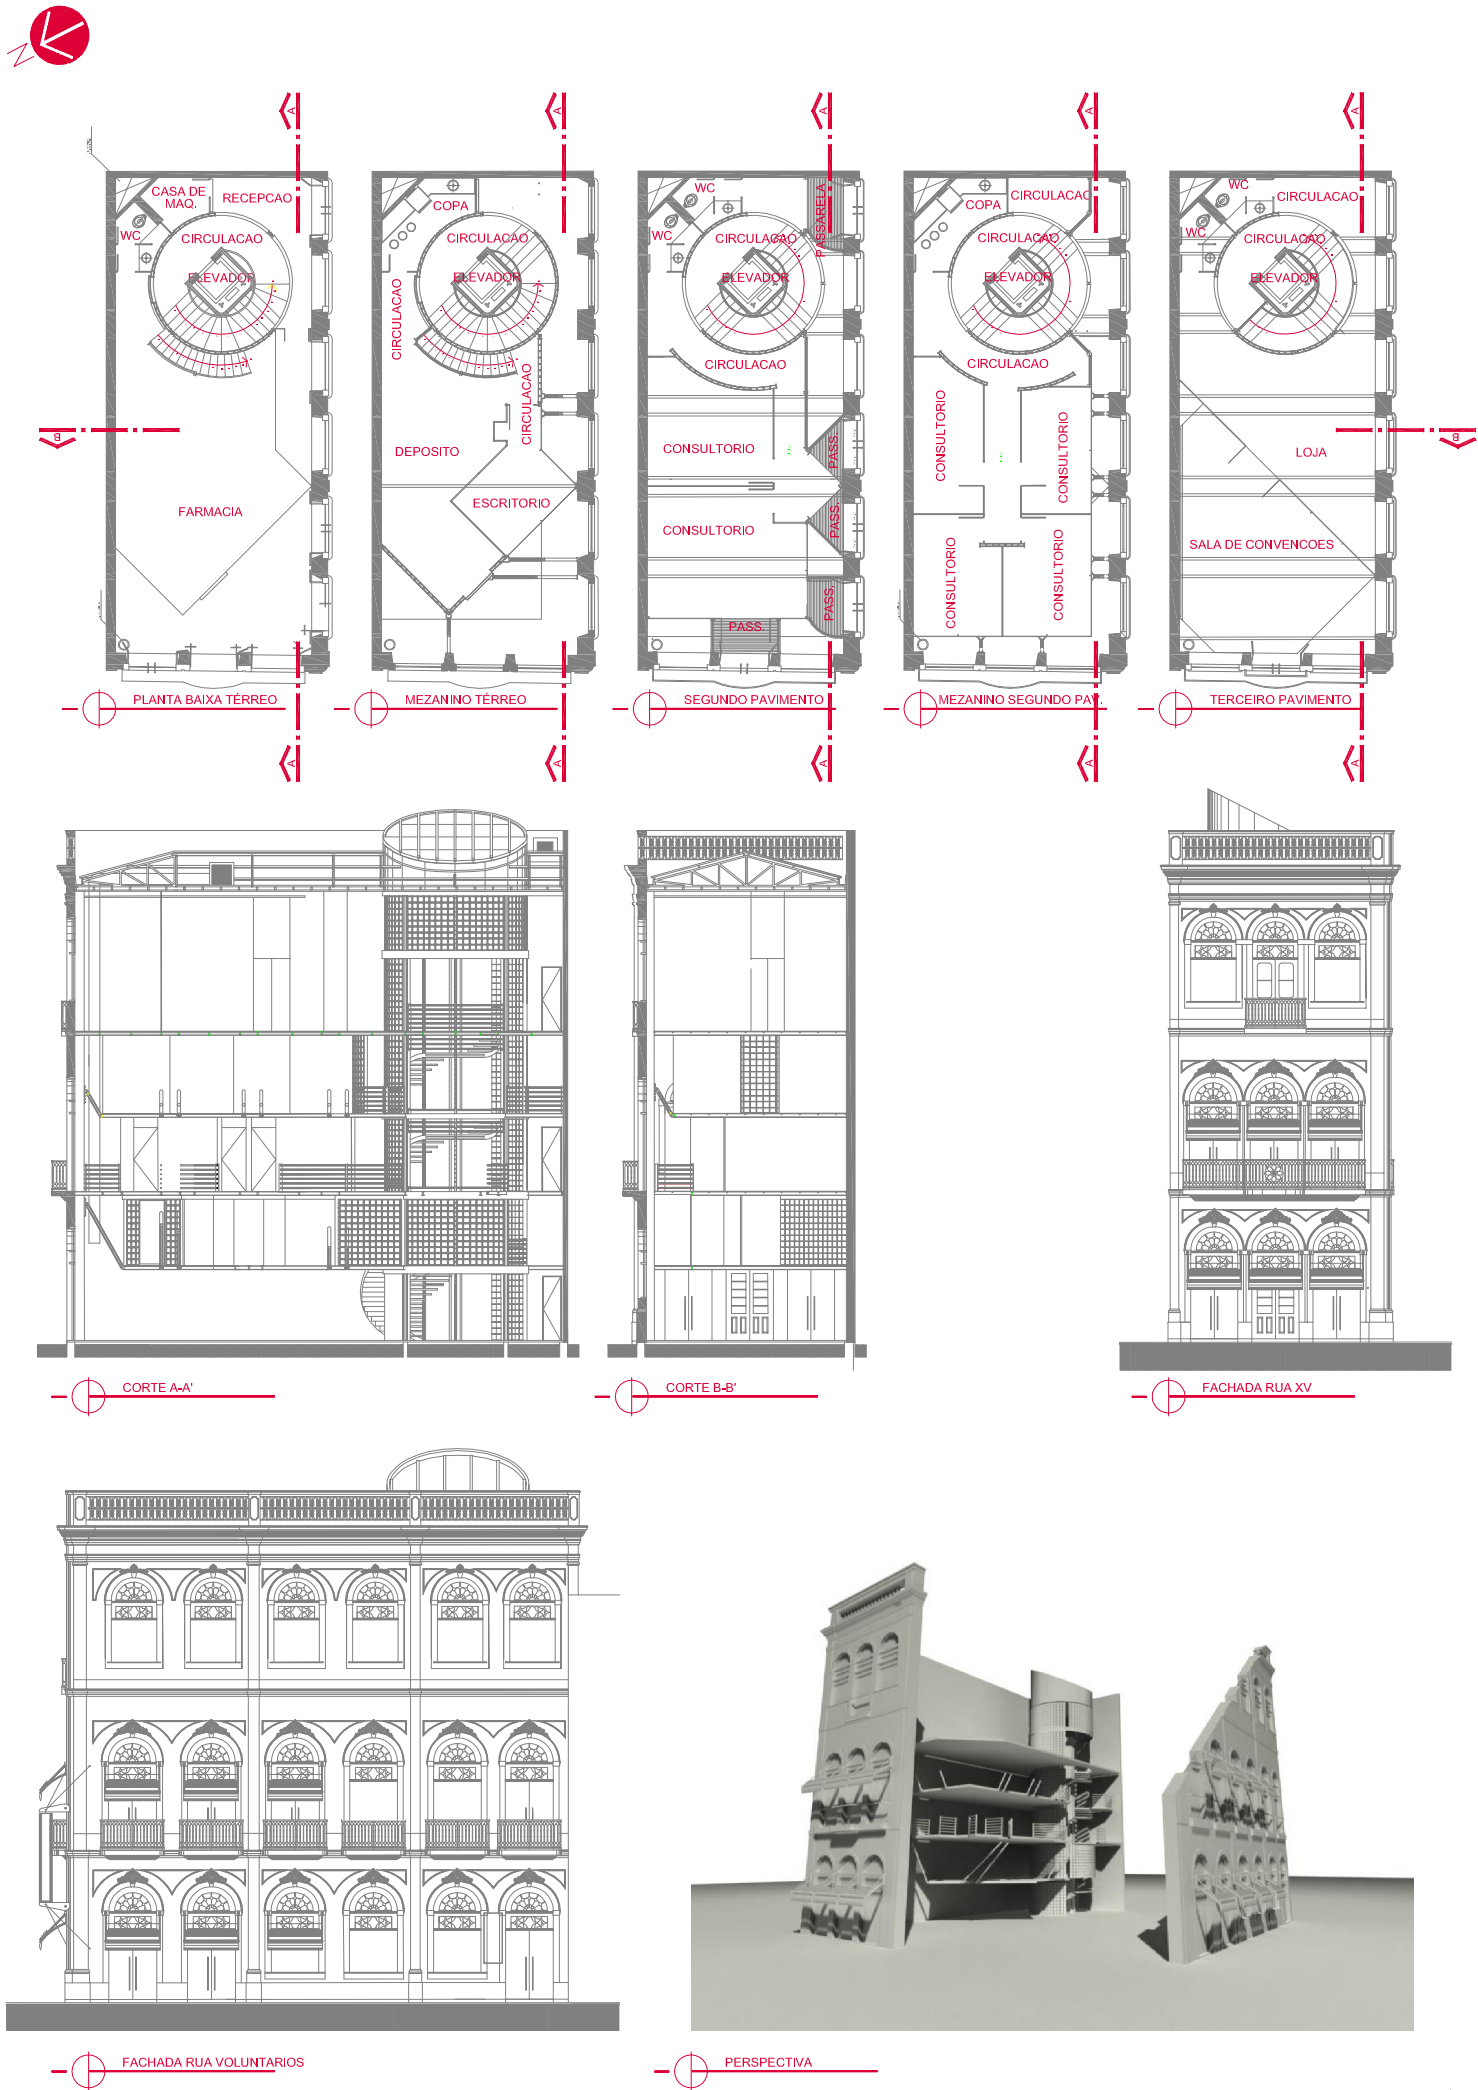 N
A
A
A
A
A
CASA DE
MAQ.
RECEPCAO
WC
CIRCULACAO
ELEVADOR
FARMACIA
B
COPA
CIRCULACAO
ELEVADOR
CIRCULACAO
CIRCULACAO
DEPOSITO
ESCRITORIO
WC
PASSARELA
WC
CIRCULACAO
ELEVADOR
CIRCULACAO
CONSULTORIO
PASS.
CONSULTORIO
PASS.
PASS.
PASS.
COPA
CIRCULACAO
CIRCULACAO
ELEVADOR
CIRCULACAO
CONSULTORIO
CONSULTORIO
CONSULTORIO
CONSULTORIO
WC
CIRCULACAO
WC
CIRCULACAO
ELEVADOR
LOJA
B
SALA DE CONVENCOES
PLANTA BAIXA TÉRREO
MEZANINO TÉRREO
SEGUNDO PAVIMENTO
MEZANINO SEGUNDO PAV.
TERCEIRO PAVIMENTO
A
A
A
A
A
CORTE A-A'
CORTE B-B'
FACHADA RUA XV
FACHADA RUA VOLUNTARIOS
PERSPECTIVA